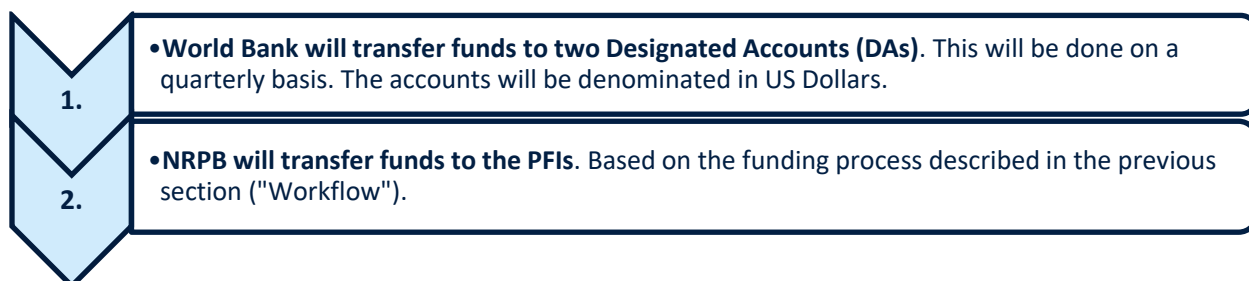 1.
•World Bank will transfer funds to two Designated Accounts (DAs). This will be done on a
quarterly basis. The accounts will be denominated in US Dollars.
2.
•NRPB will transfer funds to the PFIs. Based on the funding process described in the previous
section ("Workflow").